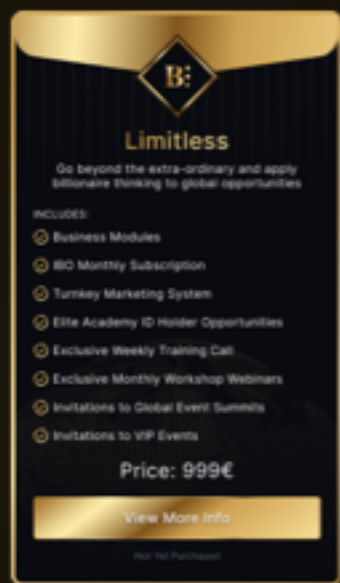 B:
Limitless
Go beyond the extra-ordinary and apply
billionaire thinking to global opportunities
INCLUDES:
Business Modules
IBO Monthly Subscription
Turnkey Marketing System
Elite Academy ID Holder Opportunities
Exclusive Weekly Training Call
Exclusive Monthly Workshop Webinars
Invitations to Global Event Summits
Invitations to VIP Events
Price: 999€
View More Info
Not Yet Purchased